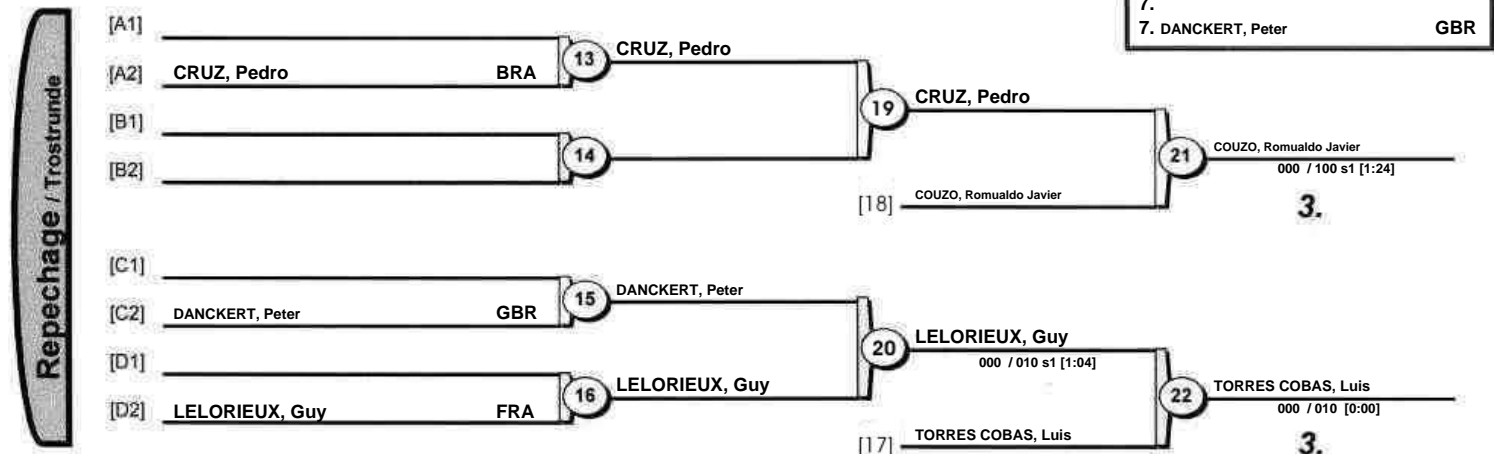 7.
7. DANCKERT, Peter GBR
Repechage / Trostrunde
[A1]
[A2] CRUZ, Pedro BRA
13 CRUZ, Pedro
[B1]
[B2]
14
19 CRUZ, Pedro
[18] COUZO, Romualdo Javier
21 COUZO, Romualdo Javier
000 / 100 s1 [1:24]
3.
[C1]
[C2] DANCKERT, Peter GBR
15 DANCKERT, Peter
[D1]
[D2] LELORIEUX, Guy FRA
16 LELORIEUX, Guy
20 LELORIEUX, Guy
000 / 010 s1 [1:04]
[17] TORRES COBAS, Luis
22 TORRES COBAS, Luis
000 / 010 [0:00]
3.